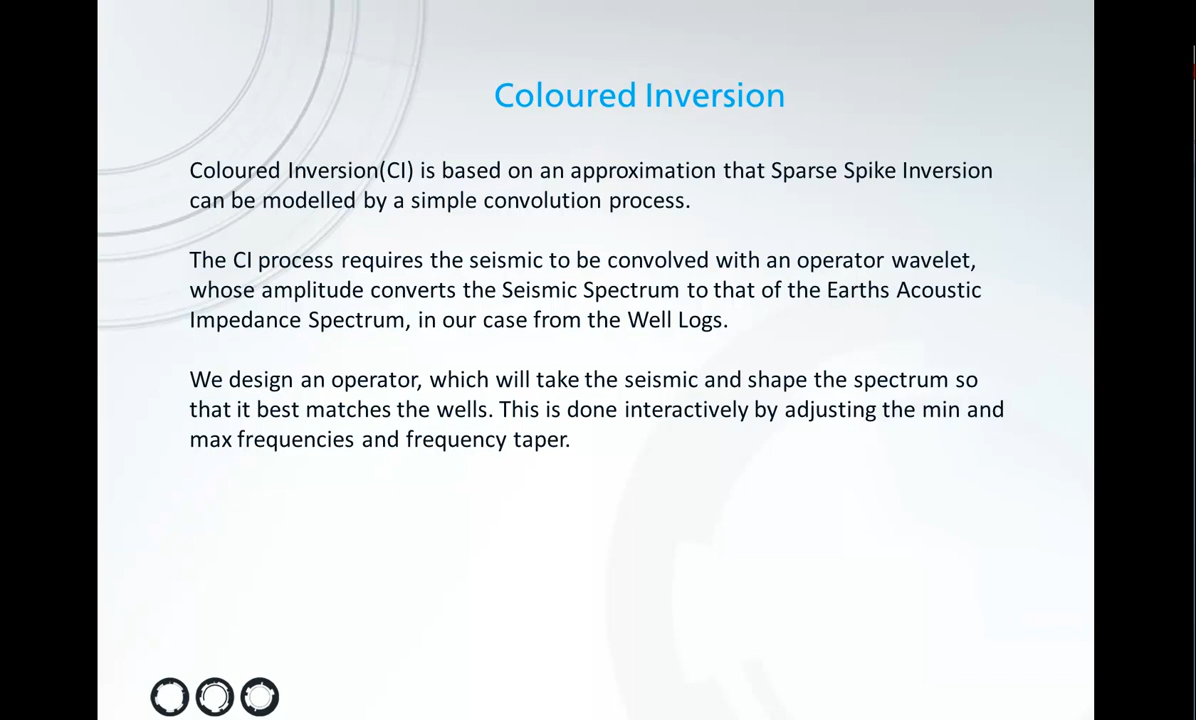 Coloured Inversion
Coloured Inversion(CI) is based on an approximation that Sparse Spike Inversion
can be modelled by a simple convolution process.
The CI process requires the seismic to be convolved with an operator wavelet,
whose amplitude converts the Seismic Spectrum to that of the Earths Acoustic
Impedance Spectrum, in our case from the Well Logs.
We design an operator, which will take the seismic and shape the spectrum so
that it best matches the wells. This is done interactively by adjusting the min and
max frequencies and frequency taper.